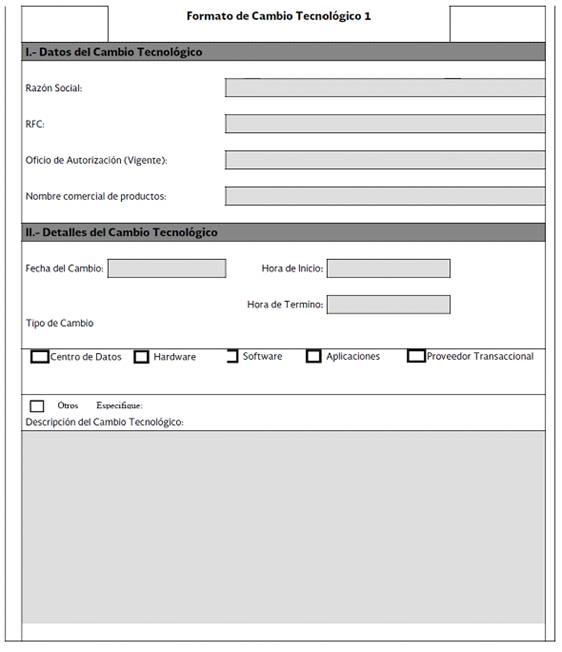 Formato de Cambio Tecnológico 1
I.- Datos del Cambio Tecnológico
Razón Social:
RFC:
Oficio de Autorización (Vigente):
Nombre comercial de productos:
II.- Detalles del Cambio Tecnológico
Fecha del Cambio: Hora de Inicio:
Hora de Termino:
Tipo de Cambio
Centro de Datos Hardware Software Aplicaciones Proveedor Transaccional
Otros Especifique:
Descripción del Cambio Tecnológico: